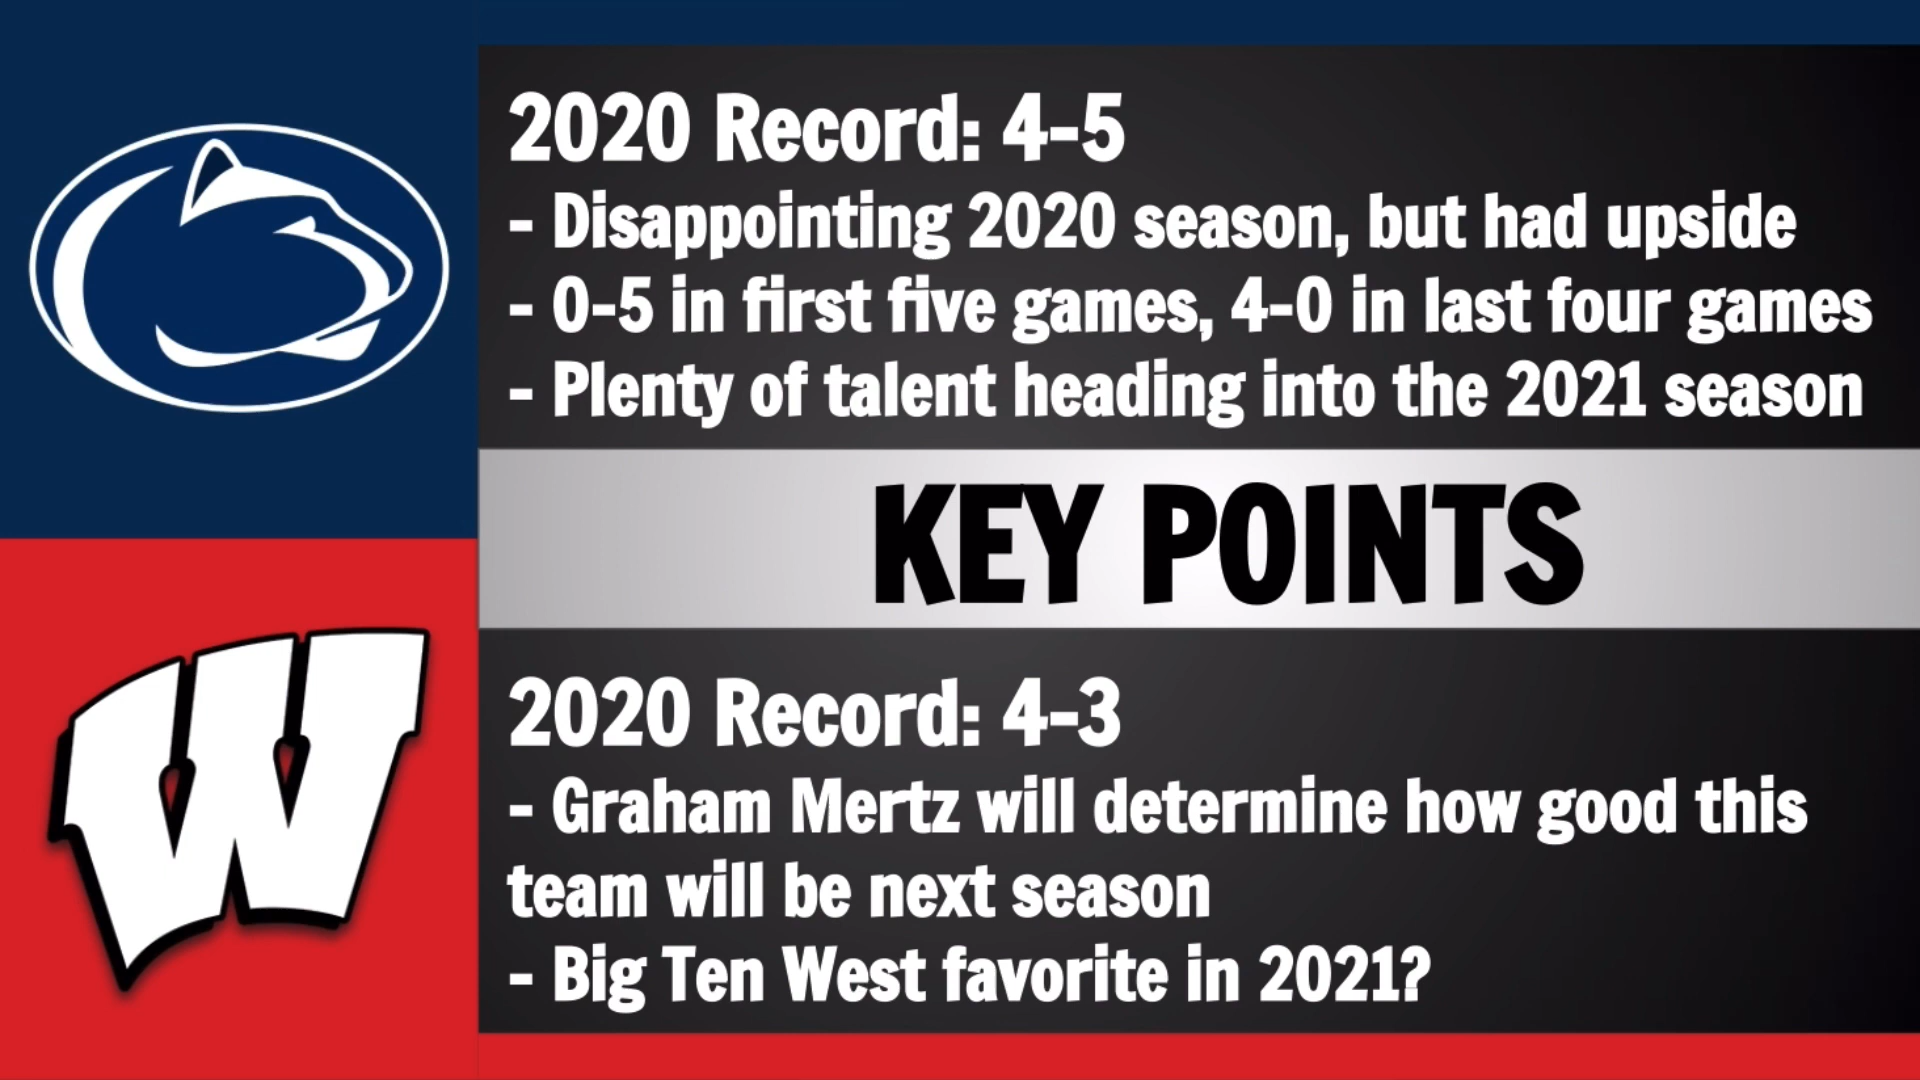 2020 Record: 4-5
- Disappointing 2020 season, but had upside
- 0-5 in first five games, 4-0 in last four games
- Plenty of talent heading into the 2021 season
KEY POINTS
W
2020 Record: 4-3
- Graham Mertz will determine how good this
team will be next season
- Big Ten West favorite in 2021?